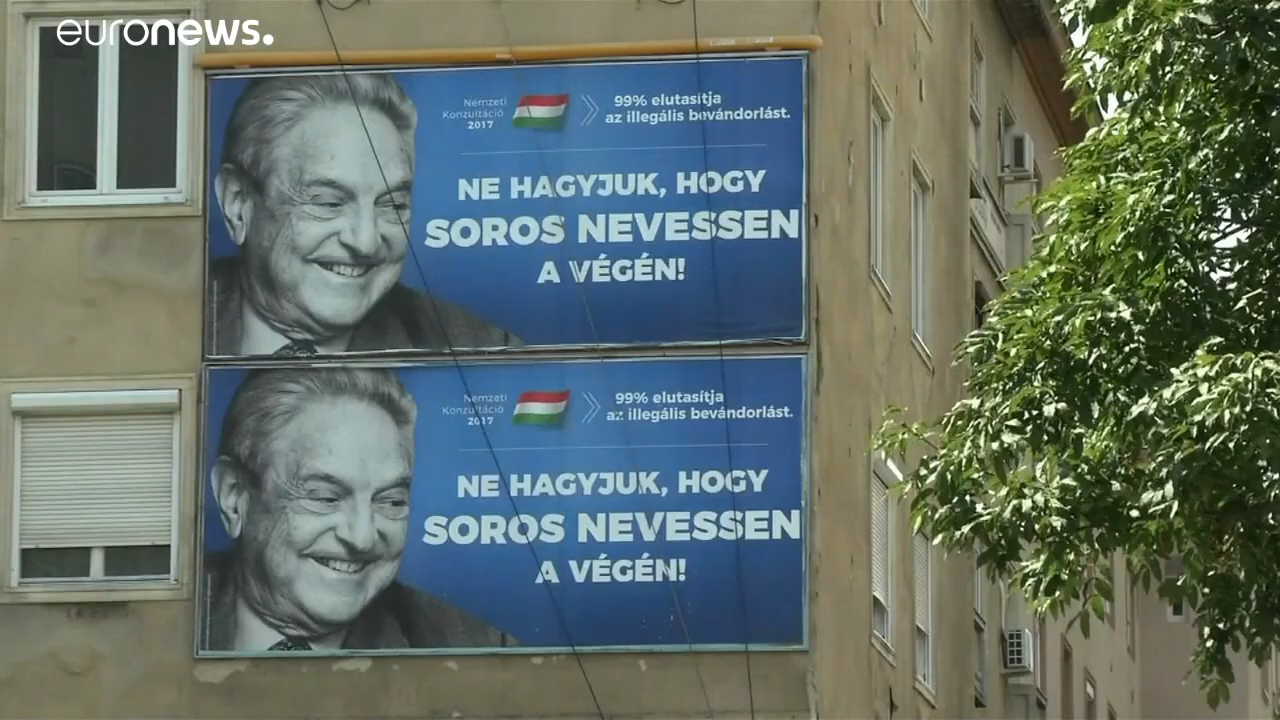 euronews.
Nemzeti
Konzultáció
2017
99% elutasítja
az illegális bevándorlást.
NE HAGYJUK, HOGY
SOROS NEVESSEN
A VÉGÉN!
Nemzeti
Konzultáció
2017
99% elutasítja
az illegális bevándorlást.
NE HAGYJUK, HOGY
SOROS NEVESSEN
A VÉGÉN!